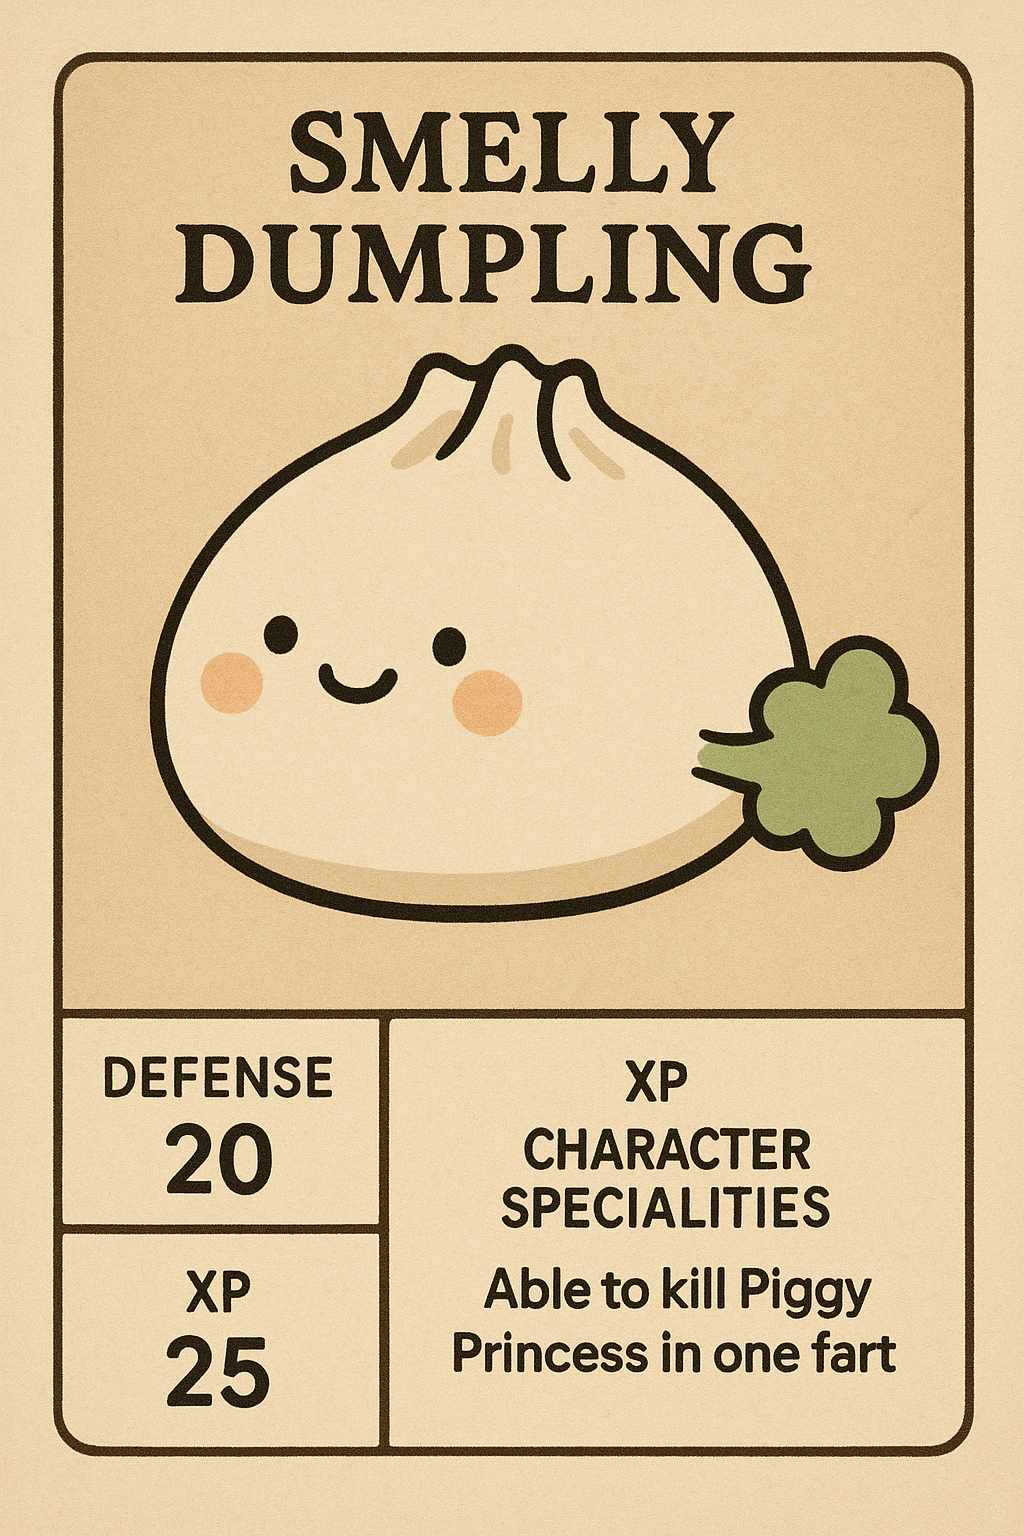 SMELLY
DUMPLING
DEFENSE
20
XP
25
XP
CHARACTER
SPECIALITIES
Able to kill Piggy
Princess in one fart